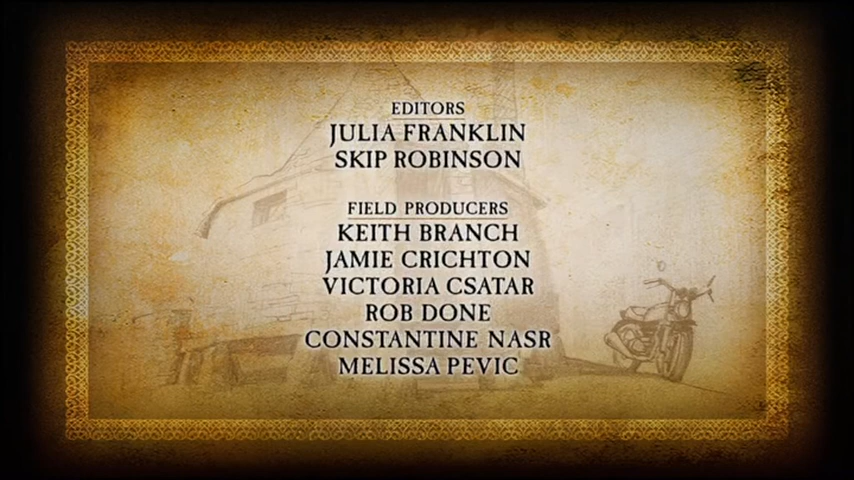 EDITORS
JULIA FRANKLIN
SKIP ROBINSON
FIELD PRODUCERS
KEITH BRANCH
JAMIE CRICHTON
VICTORIA CSATAR
ROB DONE
CONSTANTINE NASR
MELISSA PEVIC